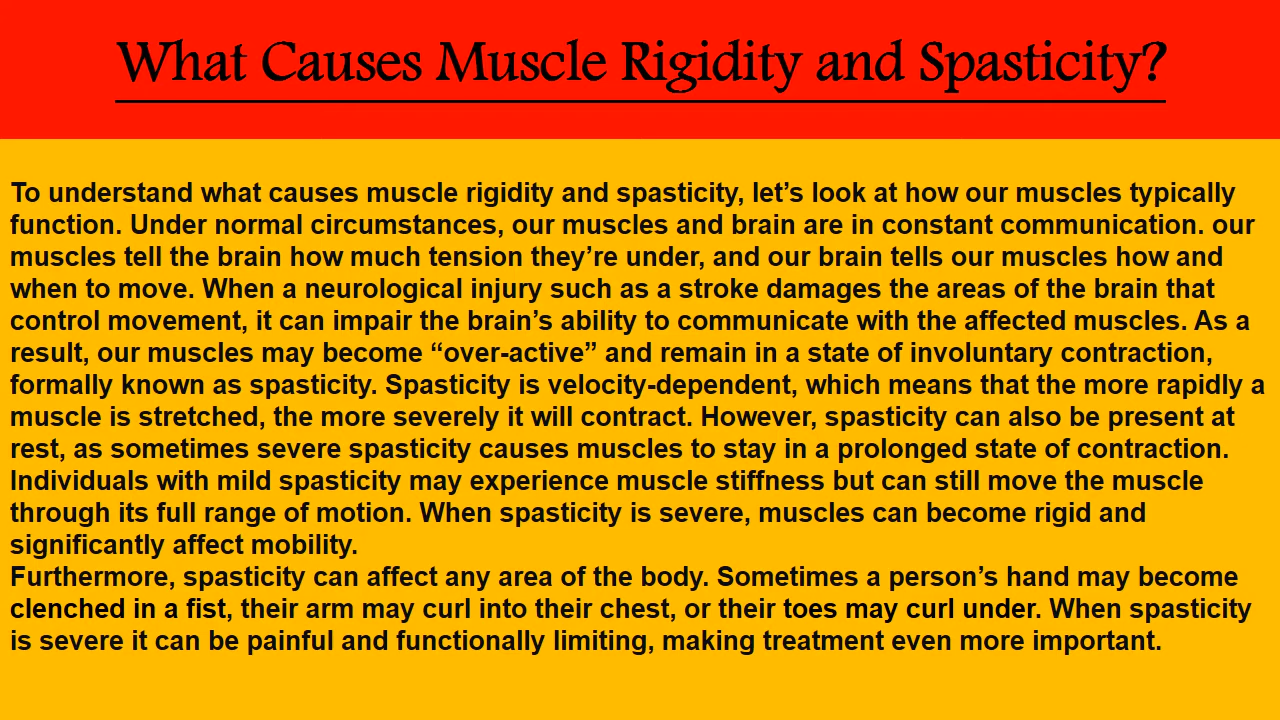 What Causes Muscle Rigidity and Spasticity?
To understand what causes muscle rigidity and spasticity, let’s look at how our muscles typically
function. Under normal circumstances, our muscles and brain are in constant communication. our
muscles tell the brain how much tension they’re under, and our brain tells our muscles how and
when to move. When a neurological injury such as a stroke damages the areas of the brain that
control movement, it can impair the brain’s ability to communicate with the affected muscles. As a
result, our muscles may become “over-active” and remain in a state of involuntary contraction,
formally known as spasticity. Spasticity is velocity-dependent, which means that the more rapidly a
muscle is stretched, the more severely it will contract. However, spasticity can also be present at
rest, as sometimes severe spasticity causes muscles to stay in a prolonged state of contraction.
Individuals with mild spasticity may experience muscle stiffness but can still move the muscle
through its full range of motion. When spasticity is severe, muscles can become rigid and
significantly affect mobility.
Furthermore, spasticity can affect any area of the body. Sometimes a person’s hand may become
clenched in a fist, their arm may curl into their chest, or their toes may curl under. When spasticity
is severe it can be painful and functionally limiting, making treatment even more important.